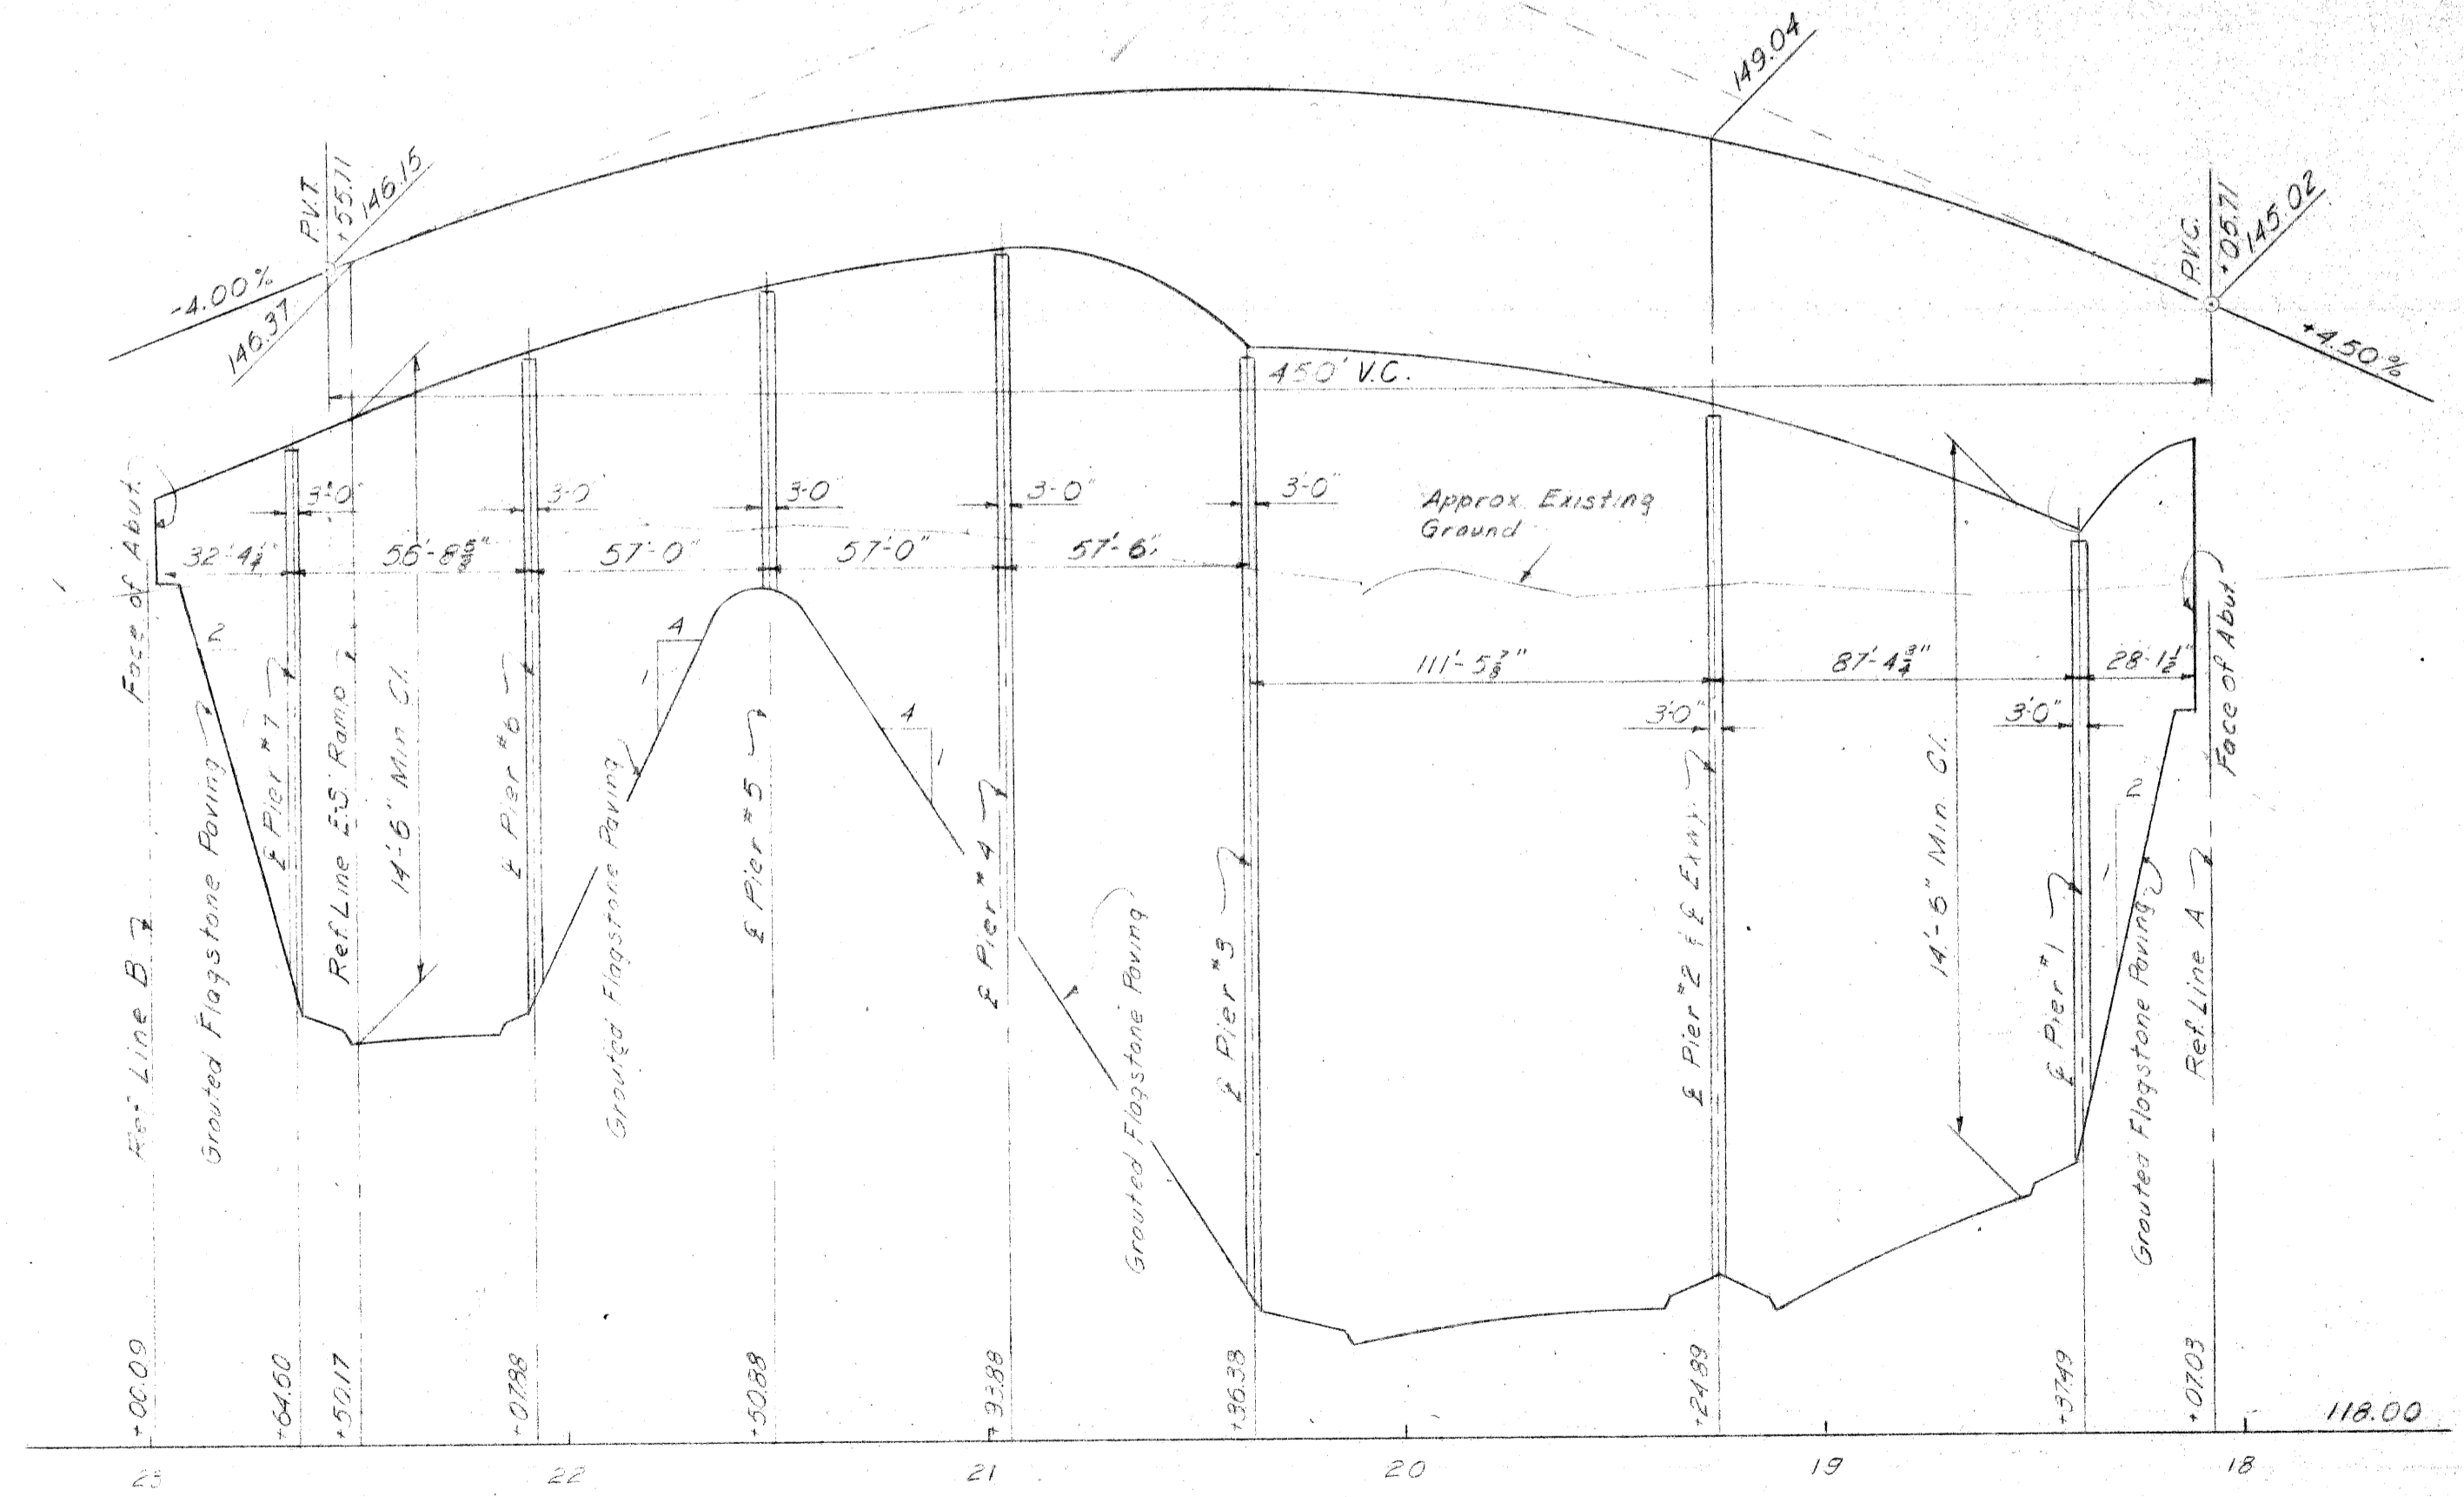 149.04
P.V.T.
+55.71
146.15
-4.00%
146.37
P.V.C.
+05.71
145.02
+4.50%
450' V.C.
Face of Abut.
3'-0"
3-0
3-0
3-0"
3'-0"
Approx. Existing
Ground
32'-4¼"
56'-8⅝"
57'-0"
57'-0"
57'-6"
111'-5⅞"
87'-4¾"
28'-1½"
3'-0"
3'-0"
2
1
4
1
4
1
2
Ref. Line B
Grouted Flagstone Paving
℄ Pier #7
Ref. Line E-S Ramp
14'-6" Min. Cl.
℄ Pier #6
Grouted Flagstone Paving
℄ Pier #5
℄ Pier #4
Grouted Flagstone Paving
℄ Pier #3
℄ Pier #2 & ℄ Exwy.
14'-6" Min. Cl.
℄ Pier #1
Grouted Flagstone Paving
Ref. Line A
Face of Abut.
+00.09
+64.60
+50.17
+07.88
+50.88
+93.88
+36.38
+24.89
+37.49
+07.03
118.00
23
22
21
20
19
18